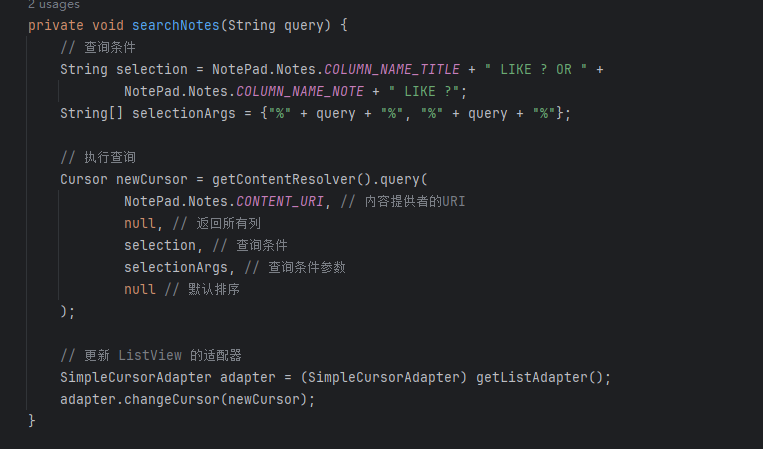 2 usages
private void searchNotes(String query) {
    // 查询条件
    String selection = NotePad.Notes.COLUMN_NAME_TITLE + " LIKE ? OR " +
            NotePad.Notes.COLUMN_NAME_NOTE + " LIKE ?";
    String[] selectionArgs = {"%" + query + "%", "%" + query + "%"};
    // 执行查询
    Cursor newCursor = getContentResolver().query(
            NotePad.Notes.CONTENT_URI, // 内容提供者的URI
            null, // 返回所有列
            selection, // 查询条件
            selectionArgs, // 查询条件参数
            null // 默认排序
    );
    // 更新 ListView 的适配器
    SimpleCursorAdapter adapter = (SimpleCursorAdapter) getListAdapter();
    adapter.changeCursor(newCursor);
}